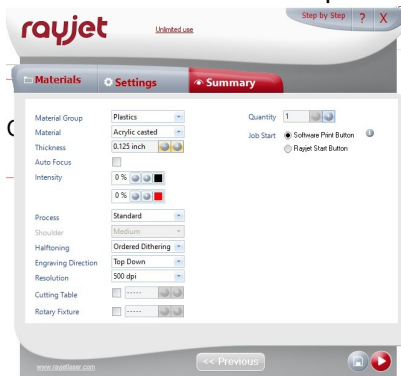 rayjet
Unlimited use
Step by Step ? X
Materials Settings Summary
Material Group Plastics
Material Acrylic casted
Thickness 0.125 inch
Auto Focus
Intensity 0 %
0 %
Process Standard
Shoulder Medium
Halftoning Ordered Dithering
Engraving Direction Top Down
Resolution 500 dpi
Cutting Table -----
Rotary Fixture -----
Quantity 1
Job Start Software Print Button
Rayjet Start Button
<< Previous
www.rayjetlaser.com